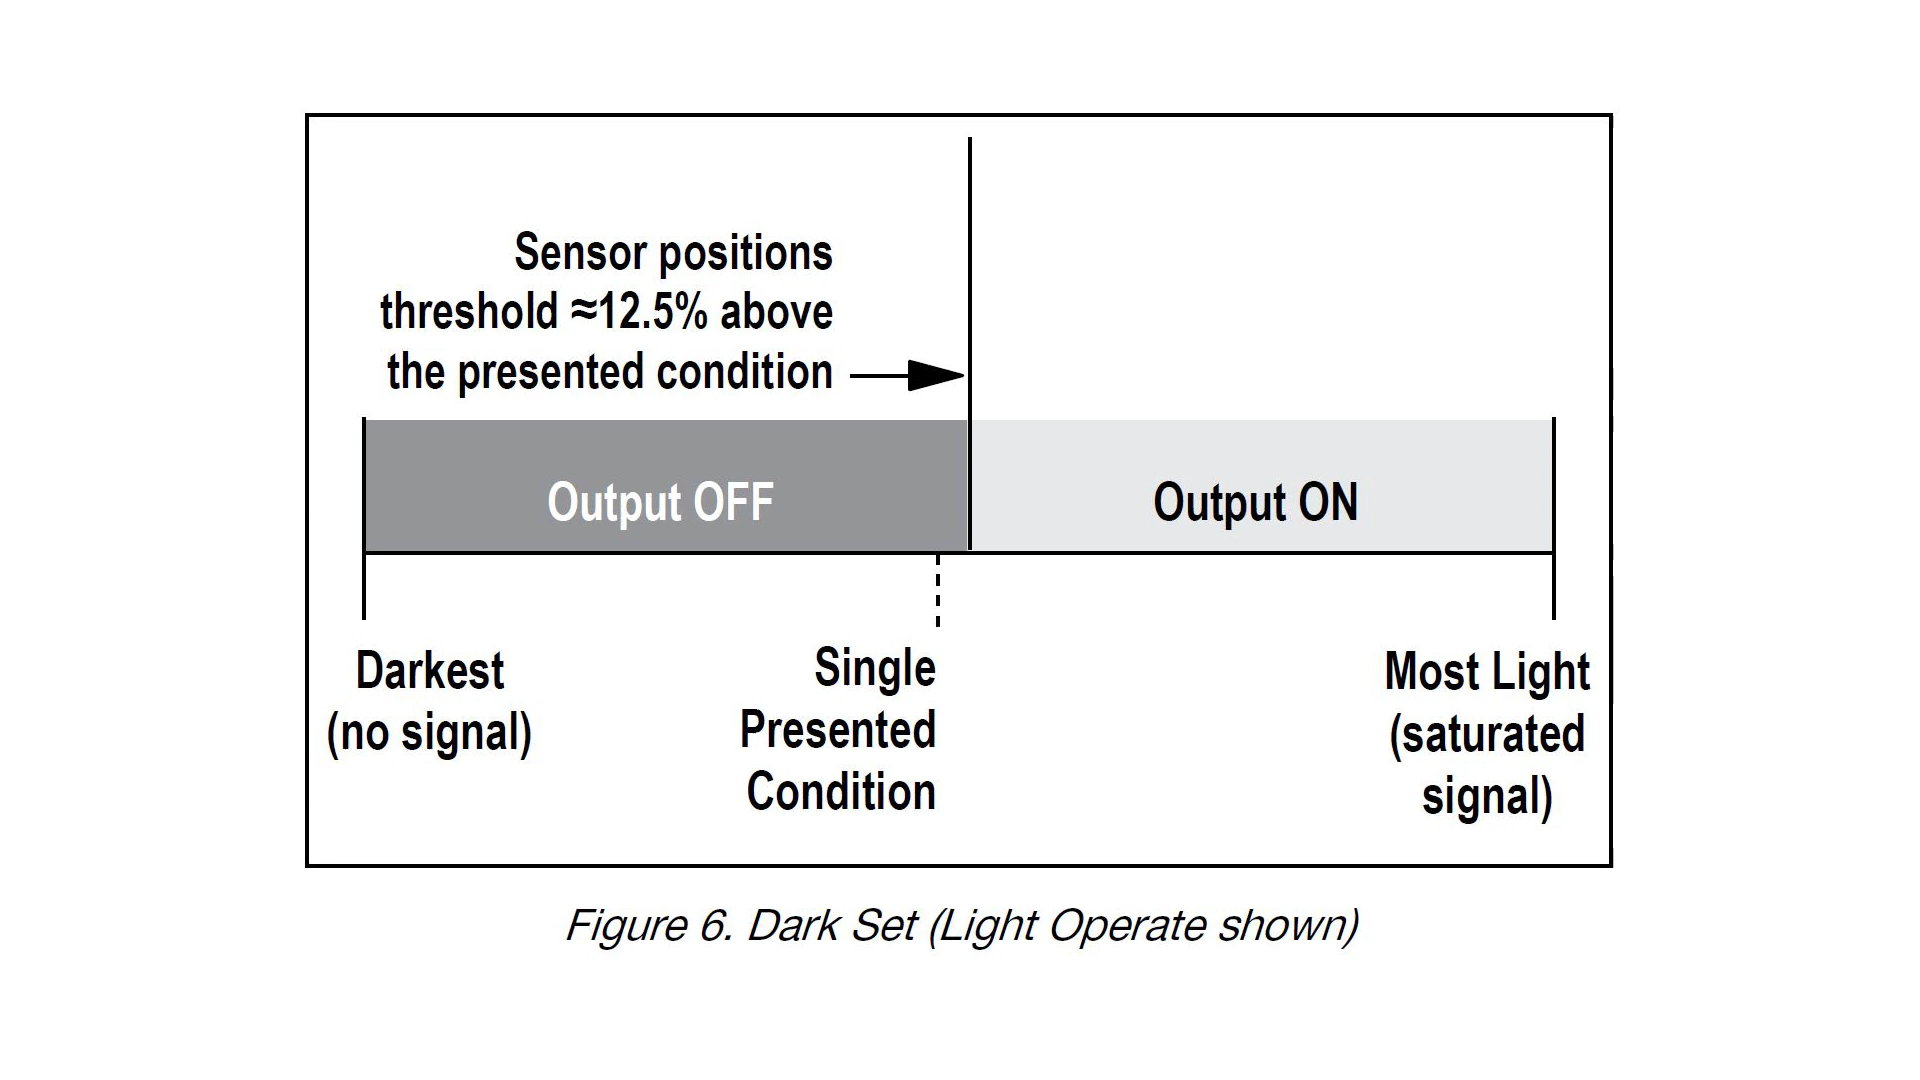 Sensor positions
threshold ≈12.5% above
the presented condition
Output OFF
Output ON
Darkest
(no signal)
Single
Presented
Condition
Most Light
(saturated
signal)
Figure 6. Dark Set (Light Operate shown)